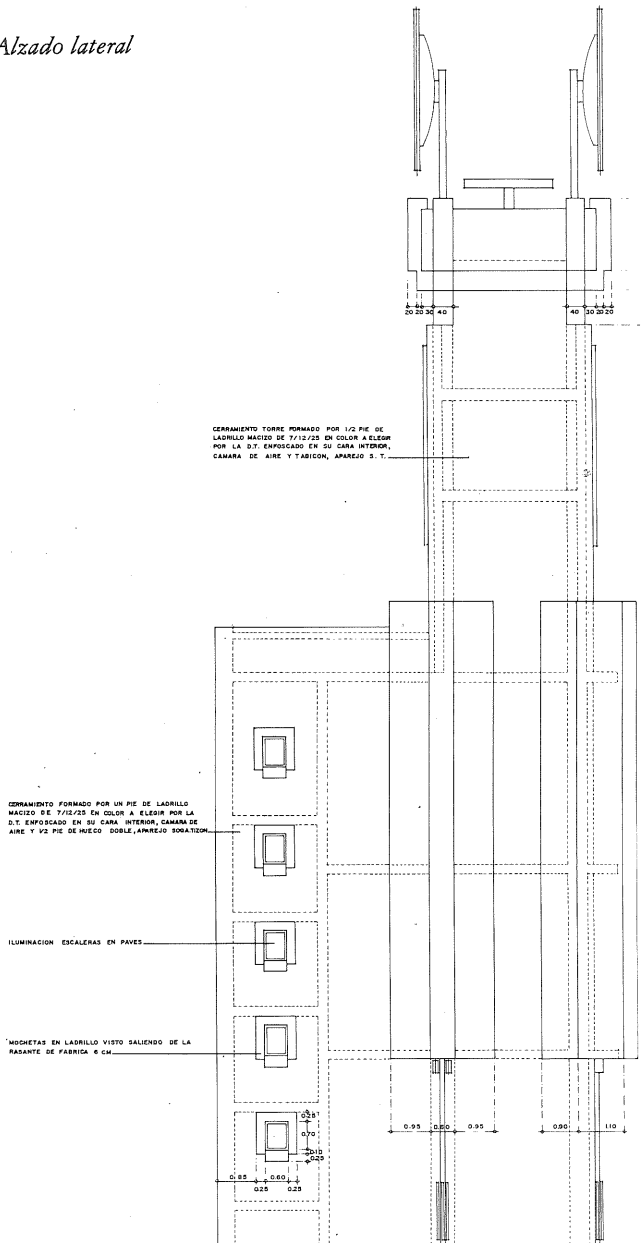 Alzado lateral
20 20 30 40
40 30 20 20
CERRAMIENTO TORRE FORMADO POR 1/2 PIE DE
LADRILLO MACIZO DE 7/12/25 EN COLOR A ELEGIR
POR LA D.T. ENFOSCADO EN SU CARA INTERIOR,
CAMARA DE AIRE Y TABICON, APAREJO S. T.
CERRAMIENTO FORMADO POR UN PIE DE LADRILLO
MACIZO DE 7/12/25 EN COLOR A ELEGIR POR LA
D.T. ENFOSCADO EN SU CARA INTERIOR, CAMARA DE
AIRE Y 1/2 PIE DE HUECO DOBLE, APAREJO SOGA.TIZON
ILUMINACION ESCALERAS EN PAVES
MOCHETAS EN LADRILLO VISTO SALIENDO DE LA
RASANTE DE FABRICA 6 CM
0.25
0.70
0.10
0.25
0.85
0.25
0.60
0.25
0.95 0.60 0.95
0.90 1.10